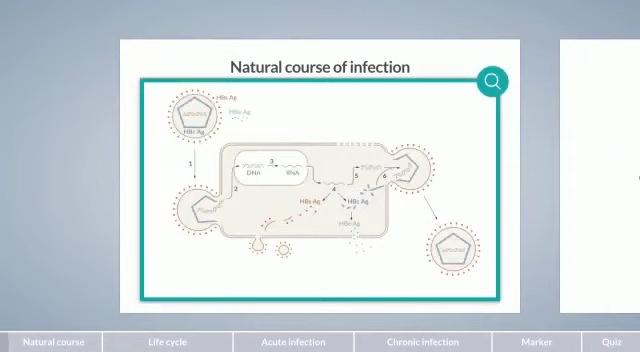 Natural course of infection
HBs Ag
HBe Ag
HBc Ag
1
2
3
DNA
RNA
4
5
6
HBs Ag
HBc Ag
HBe Ag
Natural course
Life cycle
Acute infection
Chronic infection
Marker
Quiz